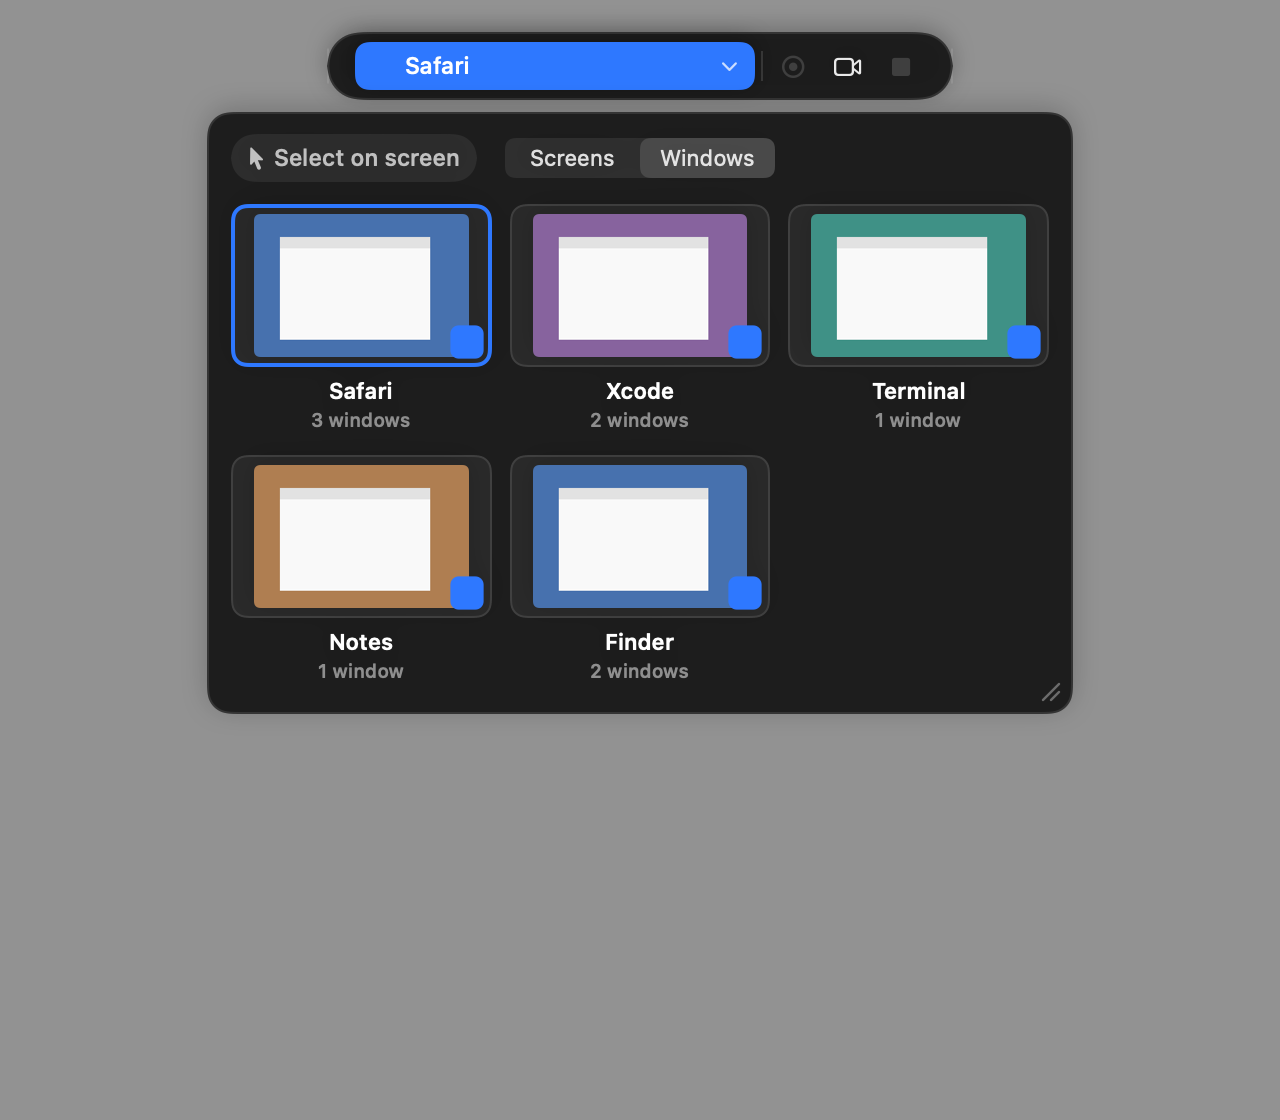 Safari
Select on screen
Screens
Windows
Safari
3 windows
Xcode
2 windows
Terminal
1 window
Notes
1 window
Finder
2 windows